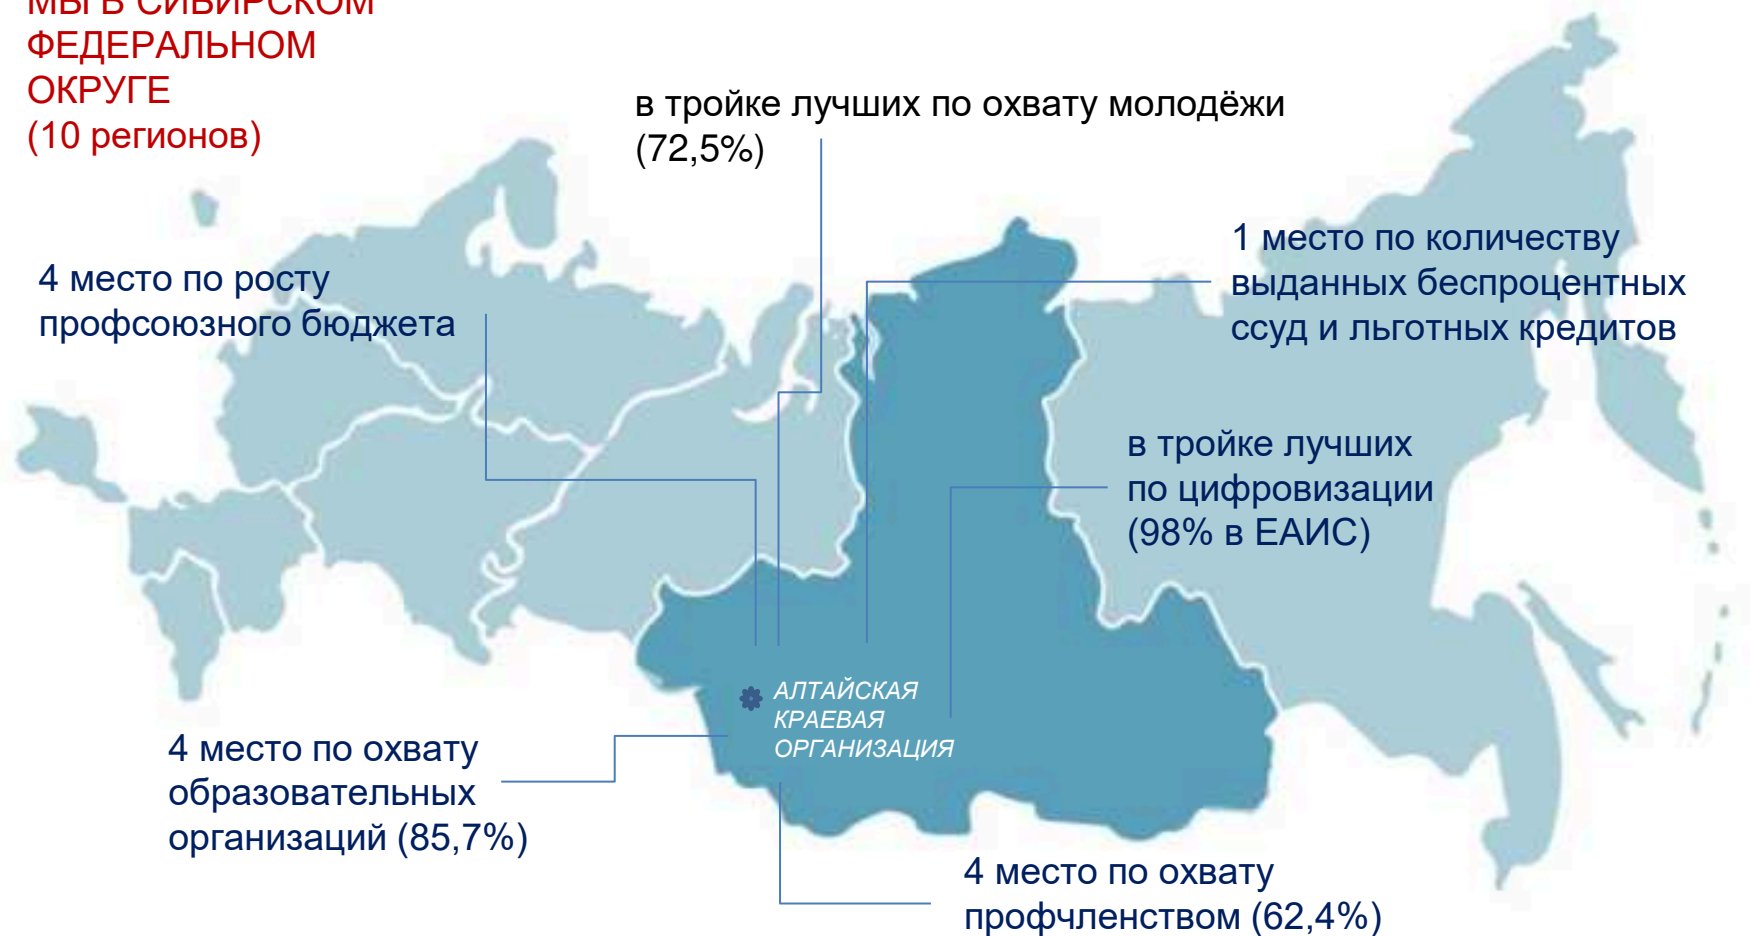 МЫ В СИБИРСКОМ
ФЕДЕРАЛЬНОМ
ОКРУГЕ
(10 регионов)
в тройке лучших по охвату молодёжи
(72,5%)
4 место по росту
профсоюзного бюджета
1 место по количеству
выданных беспроцентных
ссуд и льготных кредитов
в тройке лучших
по цифровизации
(98% в ЕАИС)
АЛТАЙСКАЯ
КРАЕВАЯ
ОРГАНИЗАЦИЯ
4 место по охвату
образовательных
организаций (85,7%)
4 место по охвату
профчленством (62,4%)